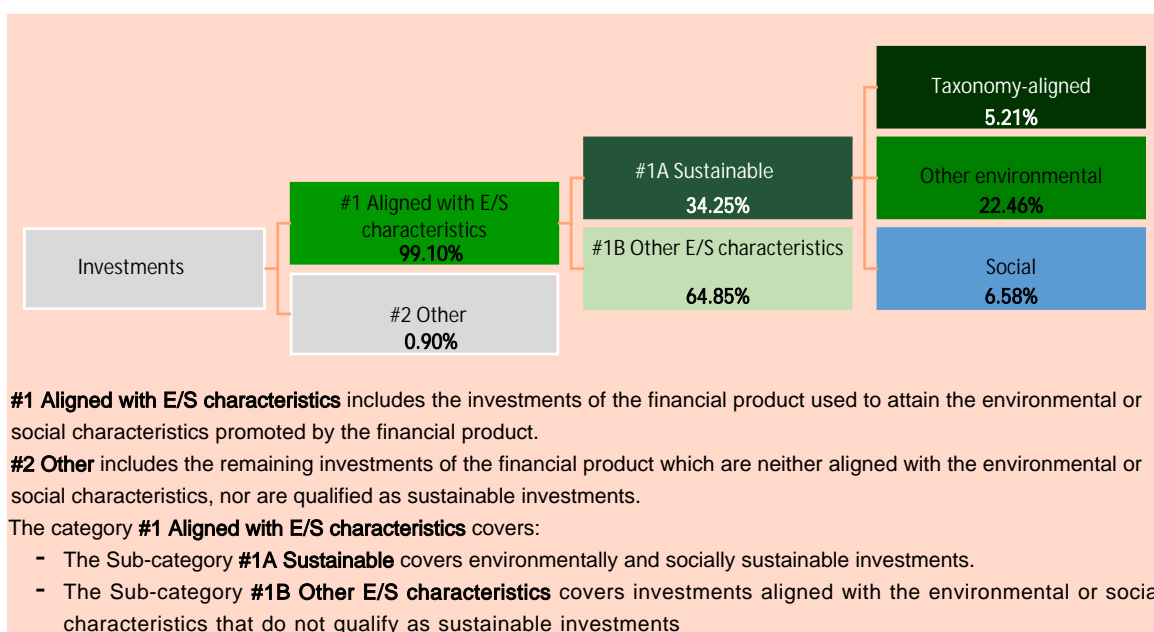 Taxonomy-aligned
5.21%
#1A Sustainable
34.25%
Other environmental
22.46%
#1 Aligned with E/S
characteristics
99.10%
#1B Other E/S characteristics
64.85%
Investments
Social
6.58%
#2 Other
0.90%
#1 Aligned with E/S characteristics includes the investments of the financial product used to attain the environmental or
social characteristics promoted by the financial product.
#2 Other includes the remaining investments of the financial product which are neither aligned with the environmental or
social characteristics, nor are qualified as sustainable investments.
The category #1 Aligned with E/S characteristics covers:
- The Sub-category #1A Sustainable covers environmentally and socially sustainable investments.
- The Sub-category #1B Other E/S characteristics covers investments aligned with the environmental or socia
characteristics that do not qualify as sustainable investments